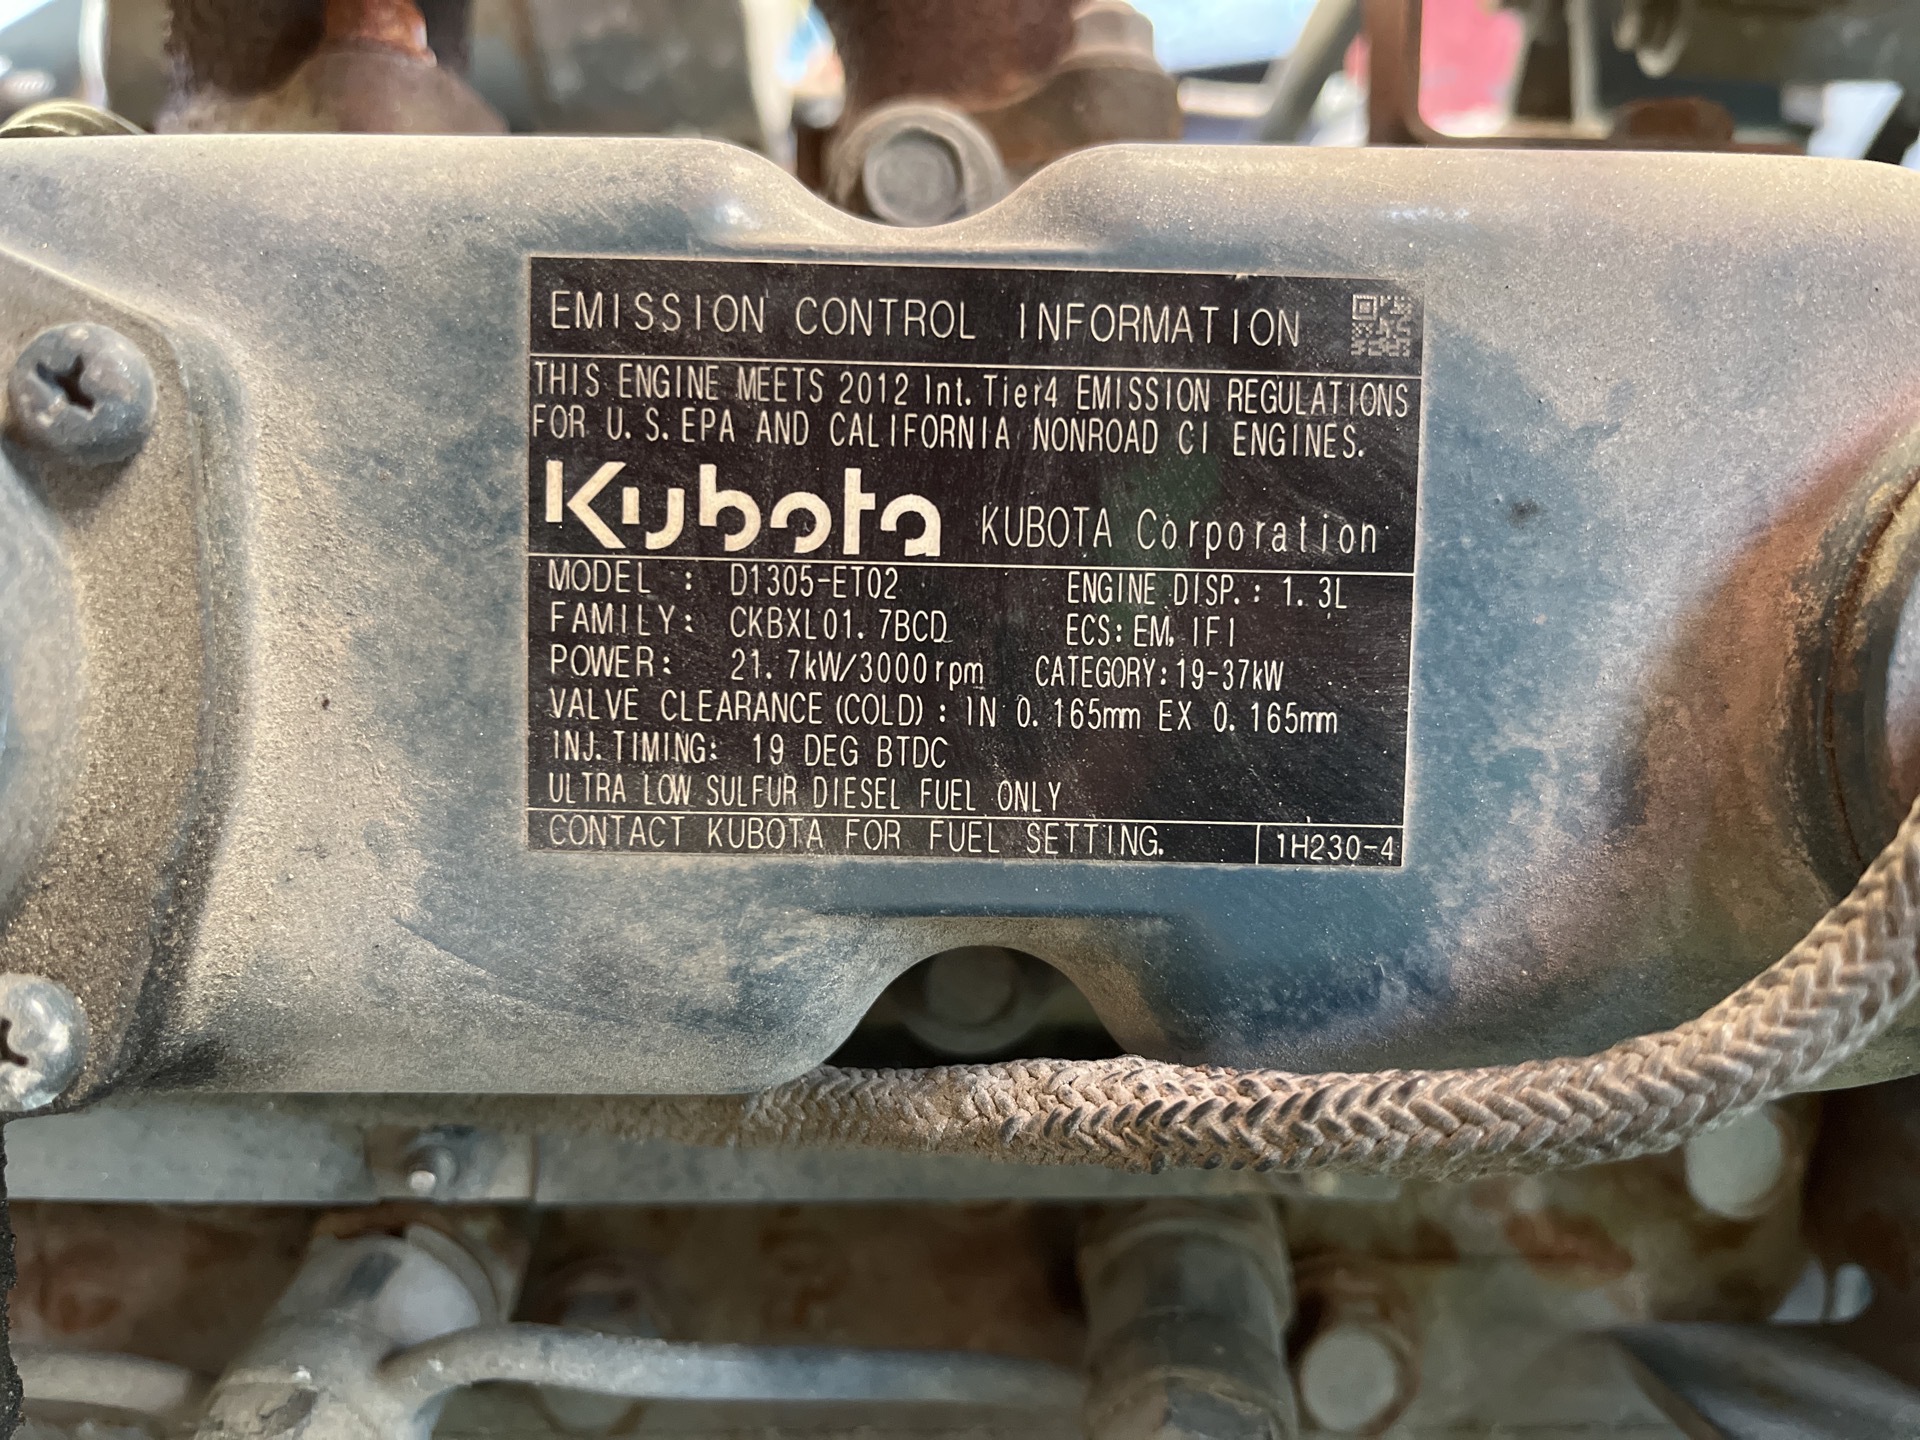 EMISSION CONTROL INFORMATION
THIS ENGINE MEETS 2012 Int. Tier4 EMISSION REGULATIONS
FOR U.S. EPA AND CALIFORNIA NONROAD CI ENGINES.
Kubota KUBOTA Corporation
MODEL : D1305-ET02 ENGINE DISP.: 1.3L
FAMILY: CKBXL01.7BCD ECS: EM, IFI
POWER: 21.7kW/3000rpm CATEGORY: 19-37kW
VALVE CLEARANCE (COLD) : IN 0.165mm EX 0.165mm
INJ. TIMING: 19 DEG BTDC
ULTRA LOW SULFUR DIESEL FUEL ONLY
CONTACT KUBOTA FOR FUEL SETTING. 1H230-4